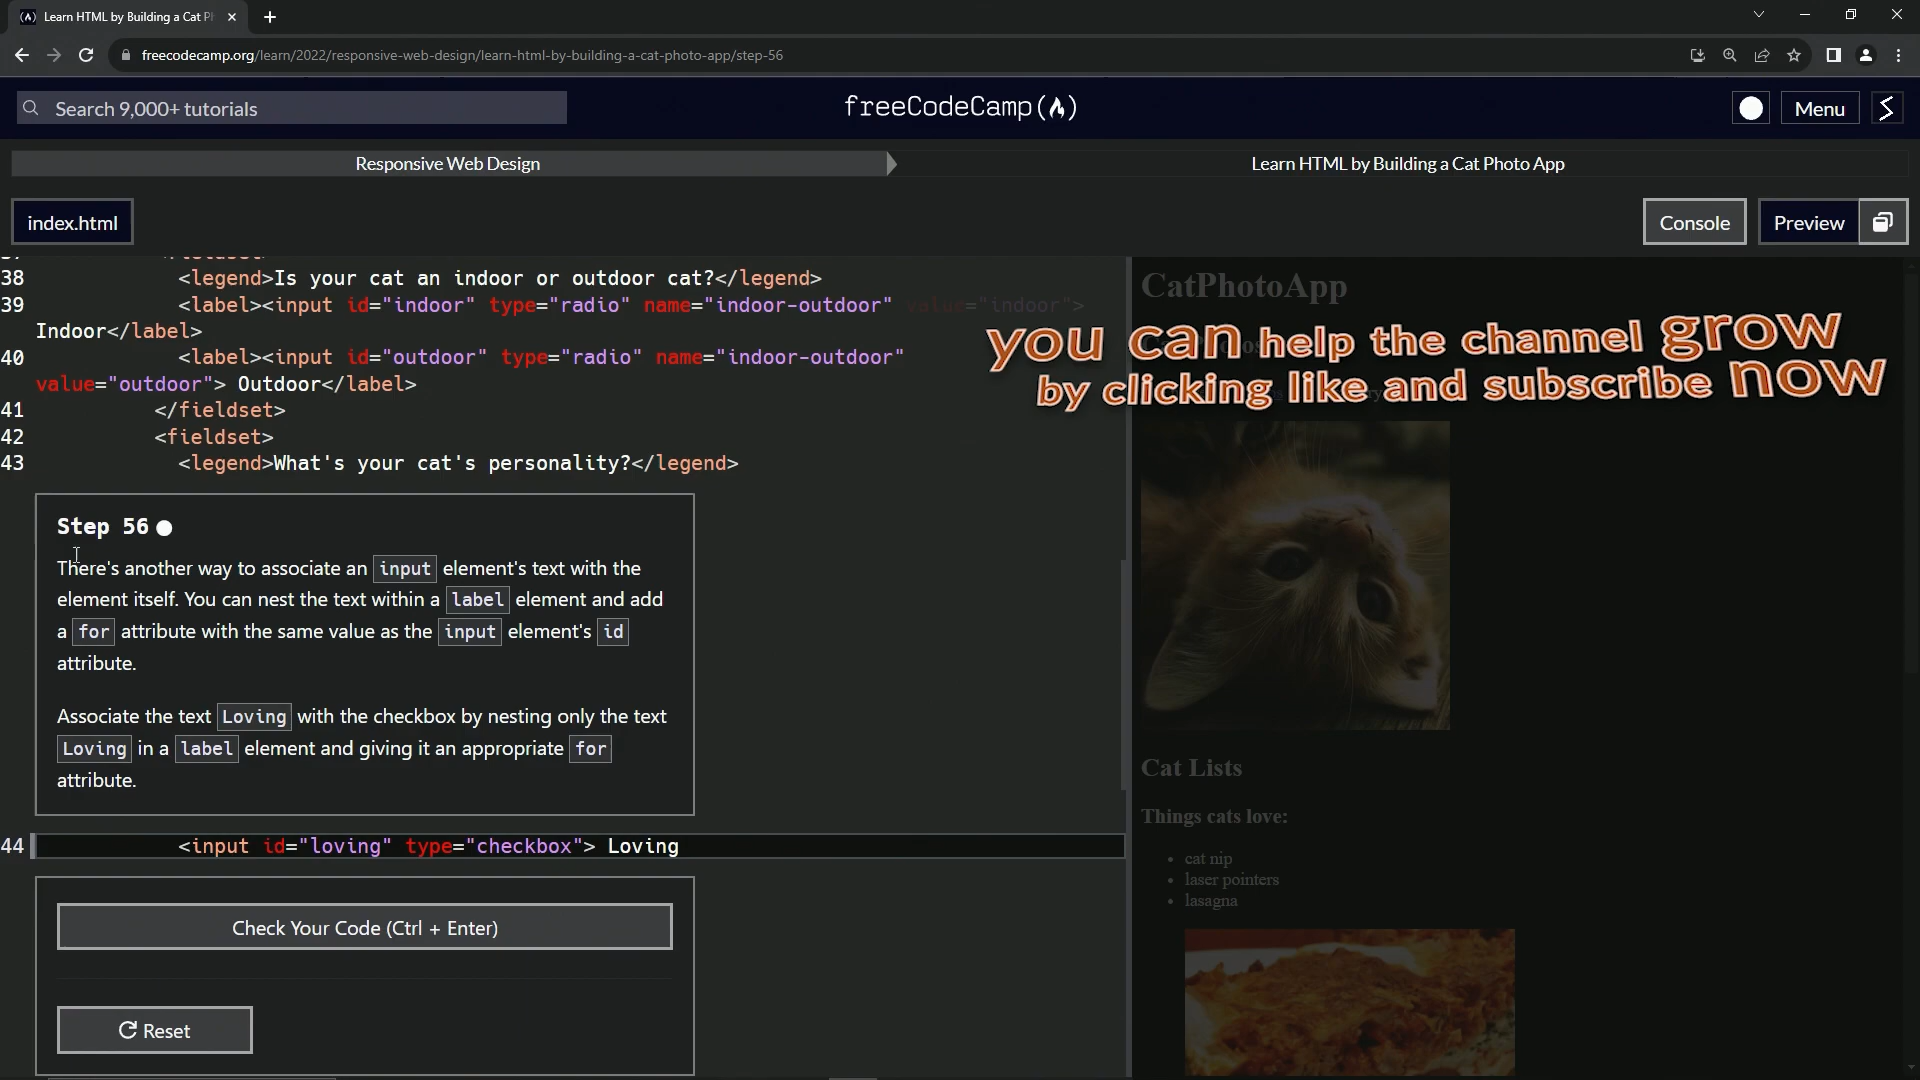 Learn HTML by Building a Cat P
freecodecamp.org/learn/2022/responsive-web-design/learn-html-by-building-a-cat-photo-app/step-56
Search 9,000+ tutorials
freeCodeCamp
Menu
Responsive Web Design
Learn HTML by Building a Cat Photo App
index.html
Console
Preview
38 <legend>Is your cat an indoor or outdoor cat?</legend>
39 <label><input id="indoor" type="radio" name="indoor-outdoor" value="indoor">
Indoor</label>
40 <label><input id="outdoor" type="radio" name="indoor-outdoor"
value="outdoor"> Outdoor</label>
41 </fieldset>
42 <fieldset>
43 <legend>What's your cat's personality?</legend>
Step 56
There's another way to associate an input element's text with the
element itself. You can nest the text within a label element and add
a for attribute with the same value as the input element's id
attribute.
Associate the text Loving with the checkbox by nesting only the text
Loving in a label element and giving it an appropriate for
attribute.
44 <input id="loving" type="checkbox"> Loving
Check Your Code (Ctrl + Enter)
Reset
CatPhotoApp
you can help the channel grow
by clicking like and subscribe now
Cat Lists
Things cats love:
cat nip
laser pointers
lasagna